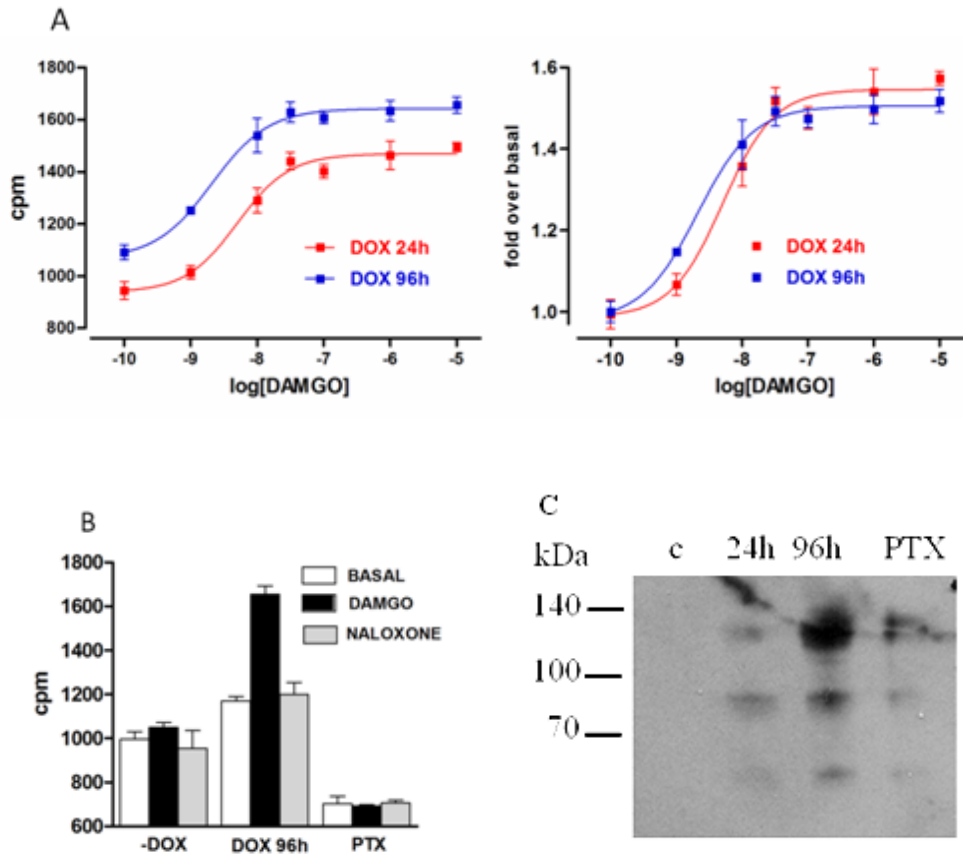 A
1800
1600
1400
1200
1000
800
cpm
DOX 24h
DOX 96h
-10 -9 -8 -7 -6 -5
log[DAMGO]
1.6
1.4
1.2
1.0
fold over basal
DOX 24h
DOX 96h
-10 -9 -8 -7 -6 -5
log[DAMGO]
B
1800
1600
1400
1200
1000
800
600
cpm
BASAL
DAMGO
NALOXONE
-DOX DOX 96h PTX
C
kDa c 24h 96h PTX
140
100
70